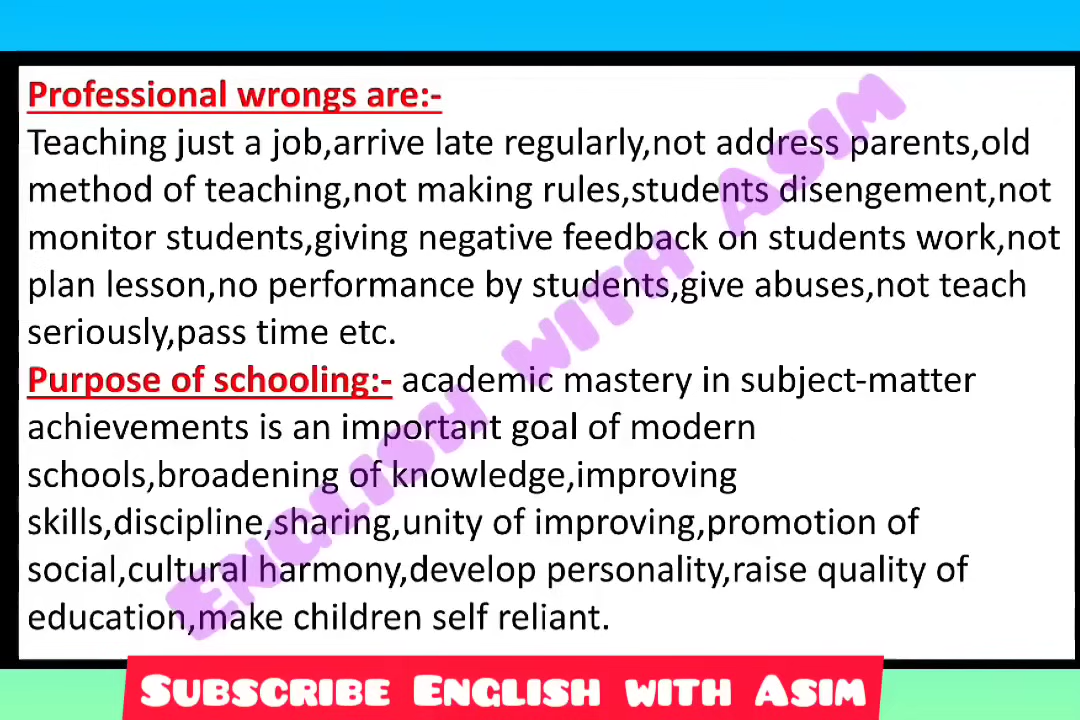 Professional wrongs are:-
Teaching just a job,arrive late regularly,not address parents,old
method of teaching,not making rules,students disengement,not
monitor students,giving negative feedback on students work,not
plan lesson,no performance by students,give abuses,not teach
seriously,pass time etc.
Purpose of schooling:- academic mastery in subject-matter
achievements is an important goal of modern
schools,broadening of knowledge,improving
skills,discipline,sharing,unity of improving,promotion of
social,cultural harmony,develop personality,raise quality of
education,make children self reliant.
English with Asim
Subscribe English with Asim